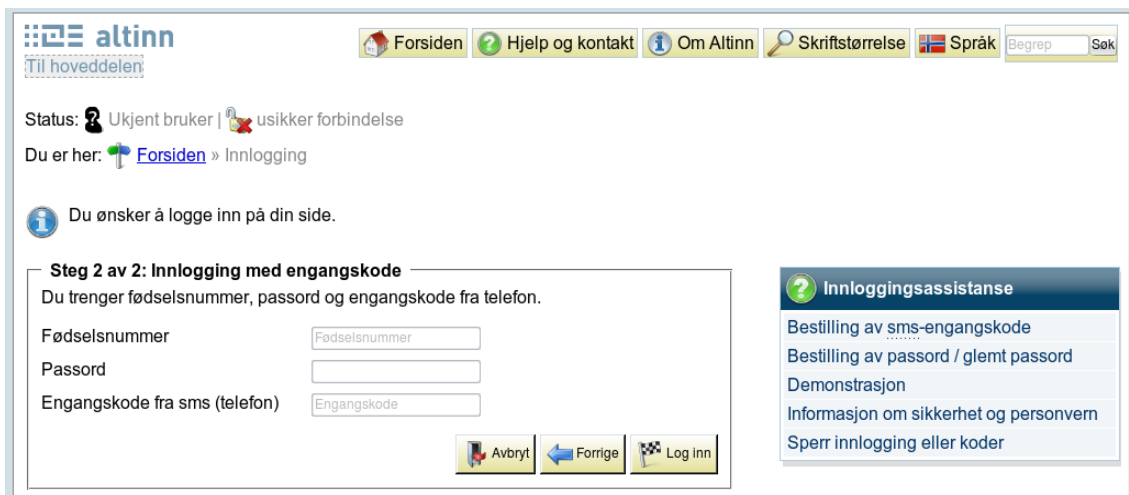 altinn
Forsiden Hjelp og kontakt Om Altinn Skriftstørrelse Språk Begrep Søk
Til hoveddelen
Status: Ukjent bruker | usikker forbindelse
Du er her: Forsiden » Innlogging
Du ønsker å logge inn på din side.
Steg 2 av 2: Innlogging med engangskode
Du trenger fødselsnummer, passord og engangskode fra telefon.
Fødselsnummer Fødselsnummer
Passord
Engangskode fra sms (telefon) Engangskode
Avbryt Forrige Log inn
Innloggingsassistanse
Bestilling av sms-engangskode
Bestilling av passord / glemt passord
Demonstrasjon
Informasjon om sikkerhet og personvern
Sperr innlogging eller koder